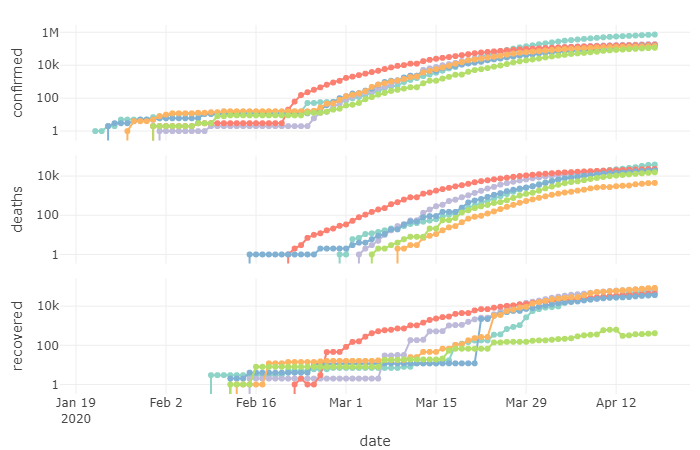 confirmed
1M
10k
100
1
deaths
10k
100
1
recovered
10k
100
1
Jan 19
2020
Feb 2
Feb 16
Mar 1
Mar 15
Mar 29
Apr 12
date